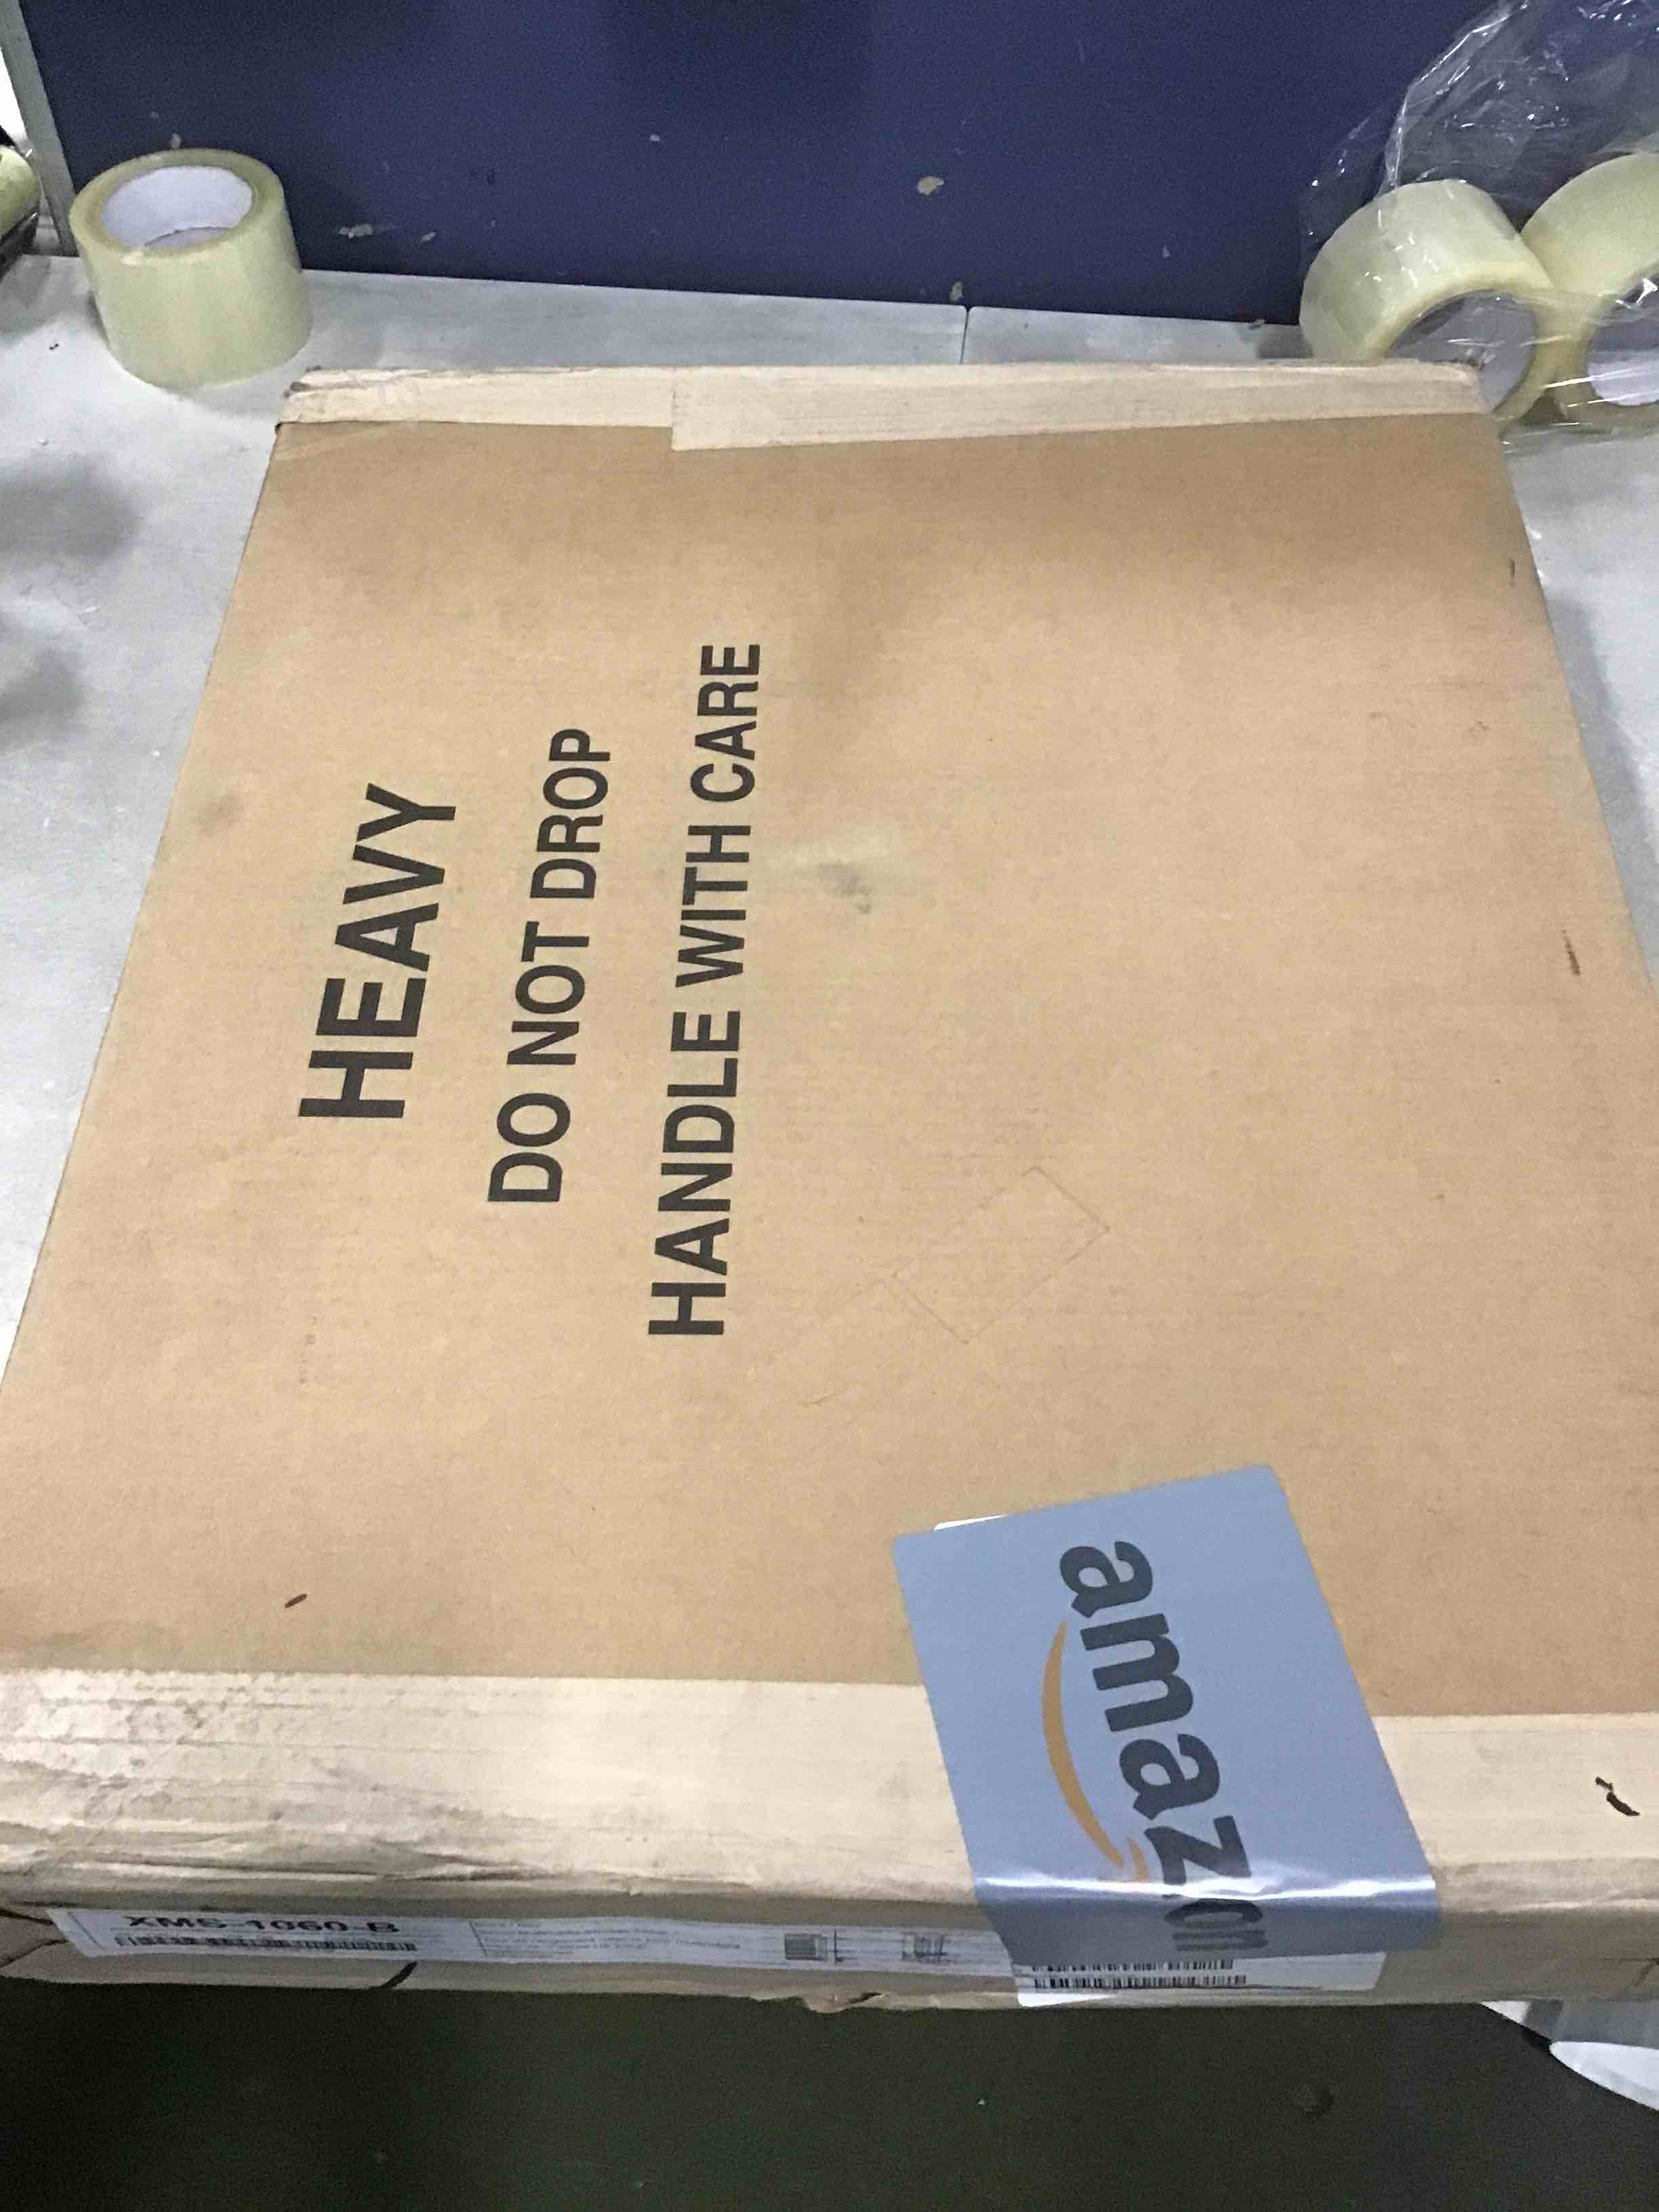 HEAVY
DO NOT DROP
HANDLE WITH CARE
amazon
XMS-1060-B